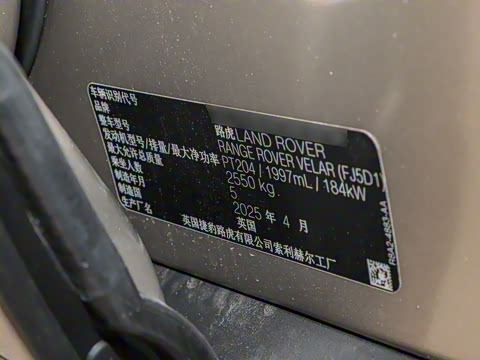 车辆识别代号
品牌 路虎LAND ROVER
整车型号 RANGE ROVER VELAR (FJ5D1)
发动机型号/排量/最大净功率 PT204 / 1997mL / 184kW
最大允许总质量 2550 kg
乘坐人数 5
制造年月 2025 年 4 月
制造国 英国
生产厂名 英国捷豹路虎有限公司索利赫尔工厂